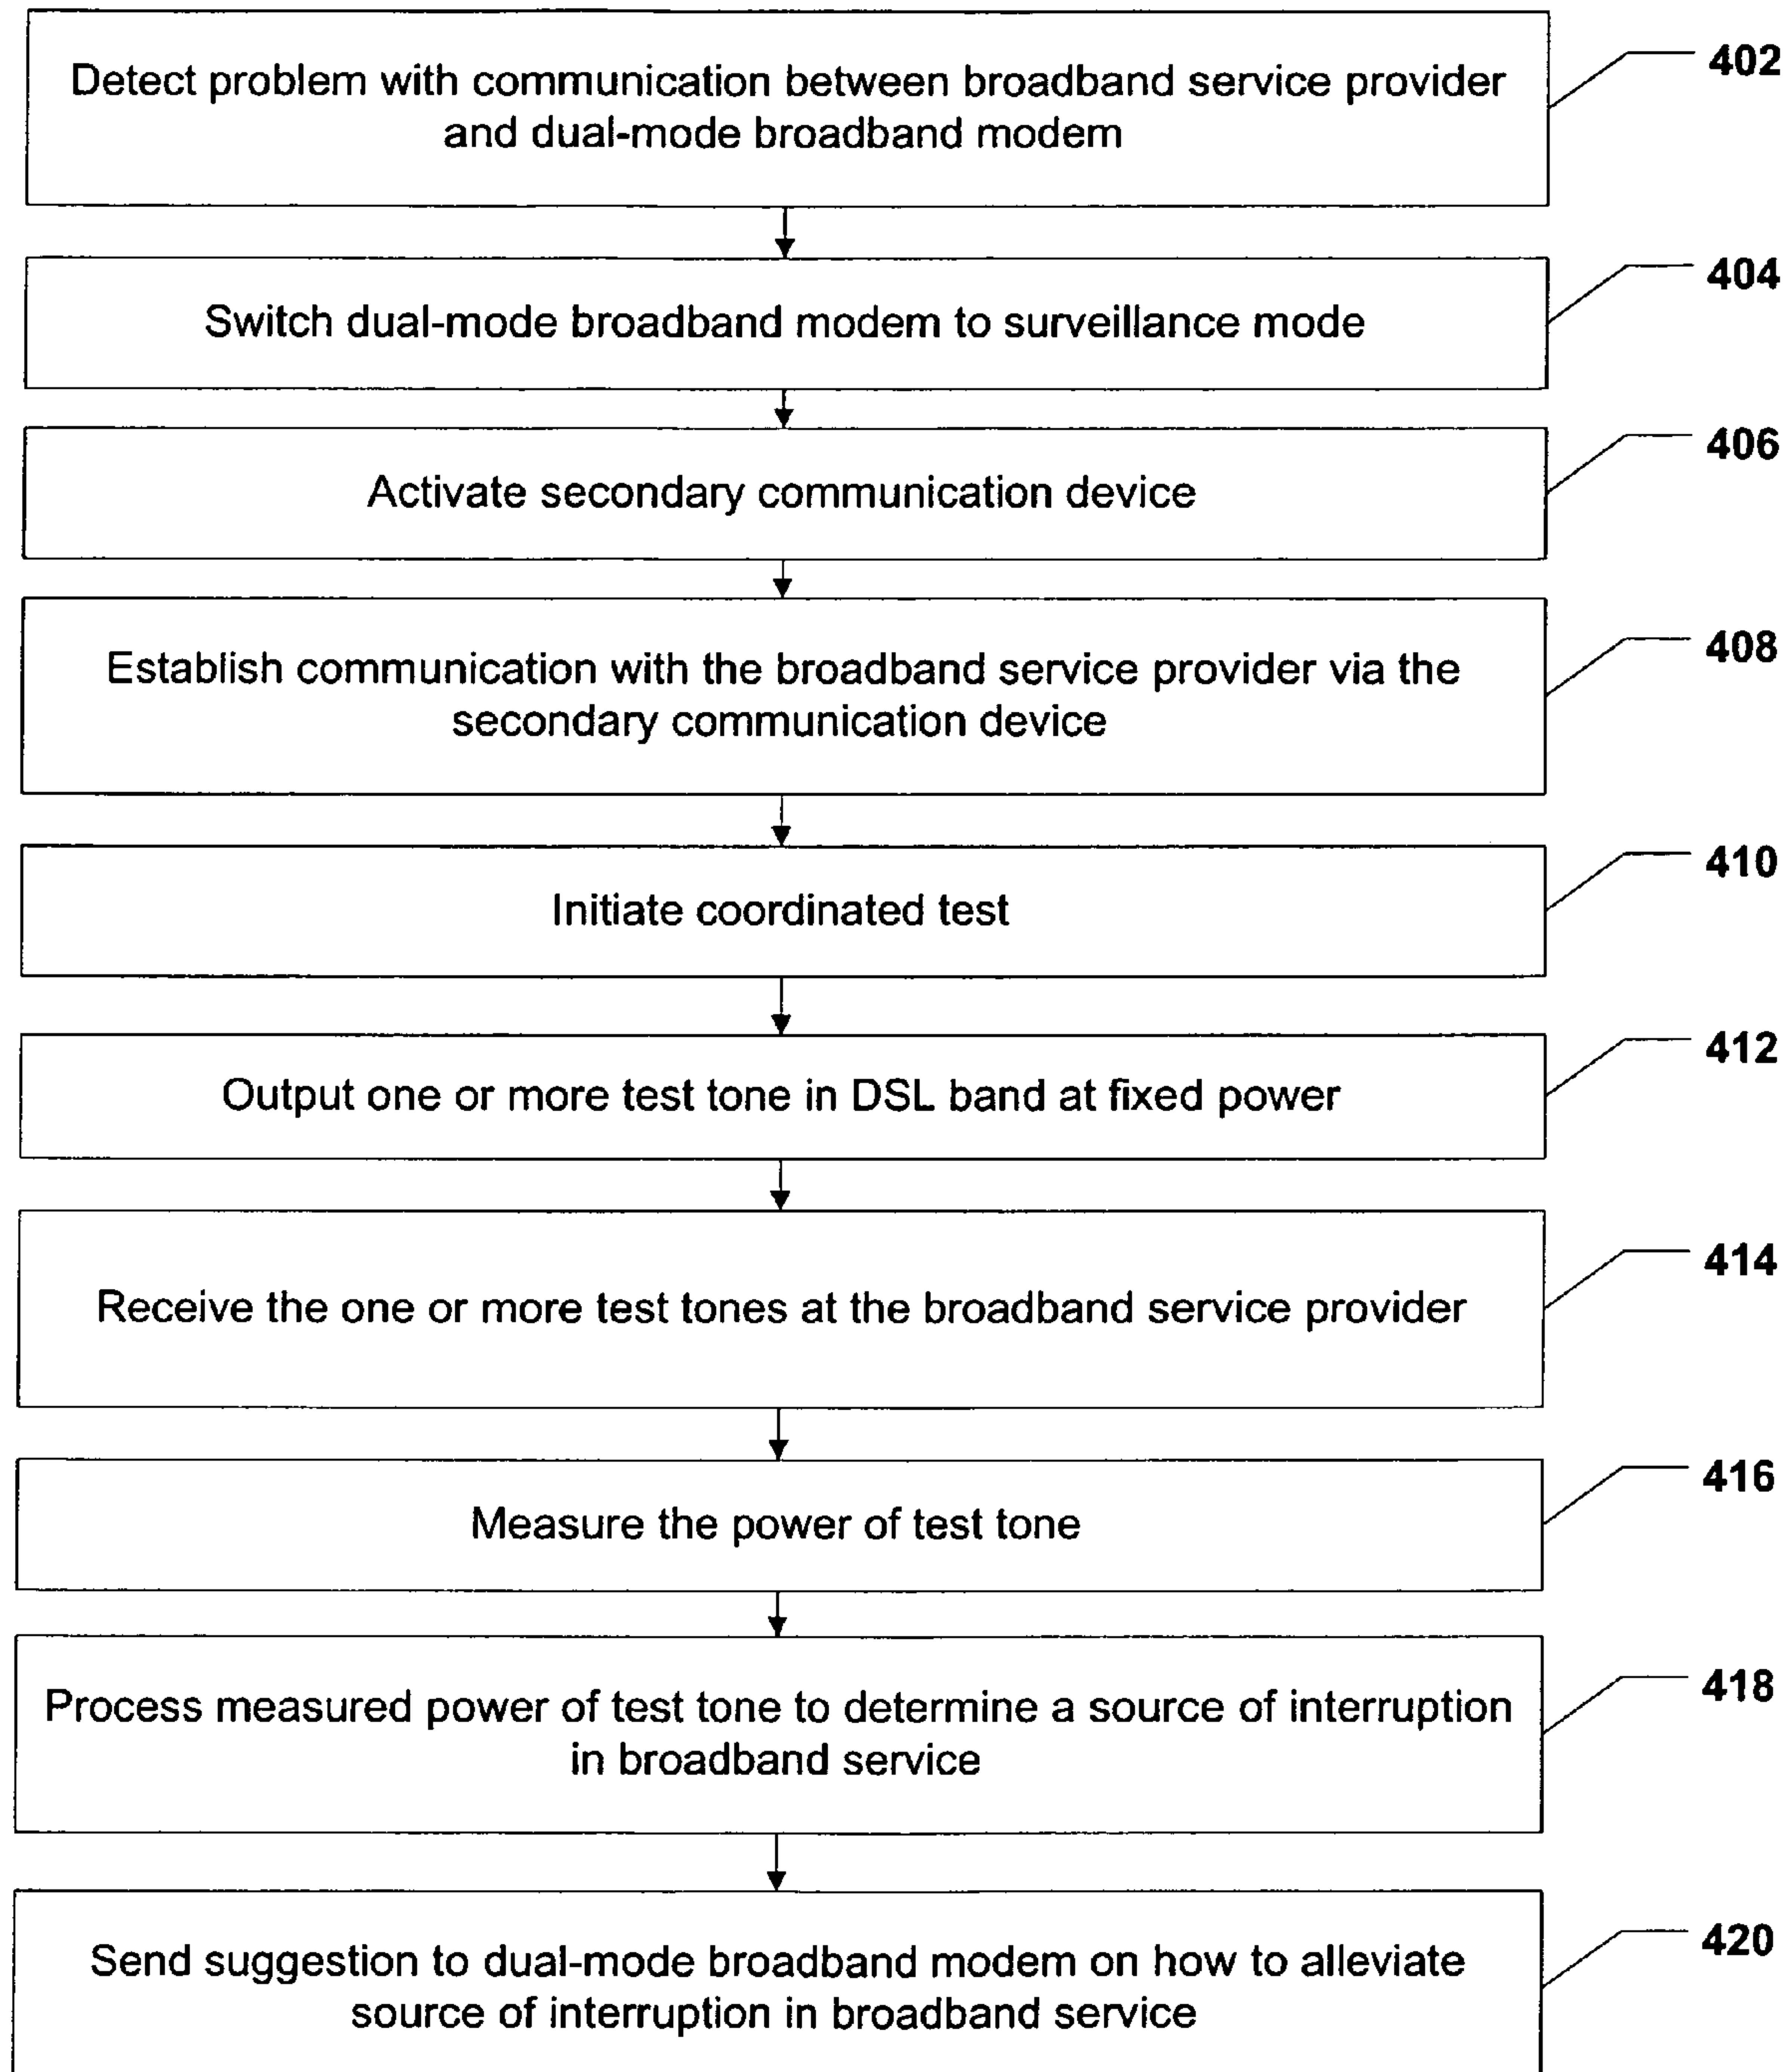 Detect problem with communication between broadband service provider
and dual-mode broadband modem
402
Switch dual-mode broadband modem to surveillance mode
404
Activate secondary communication device
406
Establish communication with the broadband service provider via the
secondary communication device
408
Initiate coordinated test
410
Output one or more test tone in DSL band at fixed power
412
Receive the one or more test tones at the broadband service provider
414
Measure the power of test tone
416
Process measured power of test tone to determine a source of interruption
in broadband service
418
Send suggestion to dual-mode broadband modem on how to alleviate
source of interruption in broadband service
420